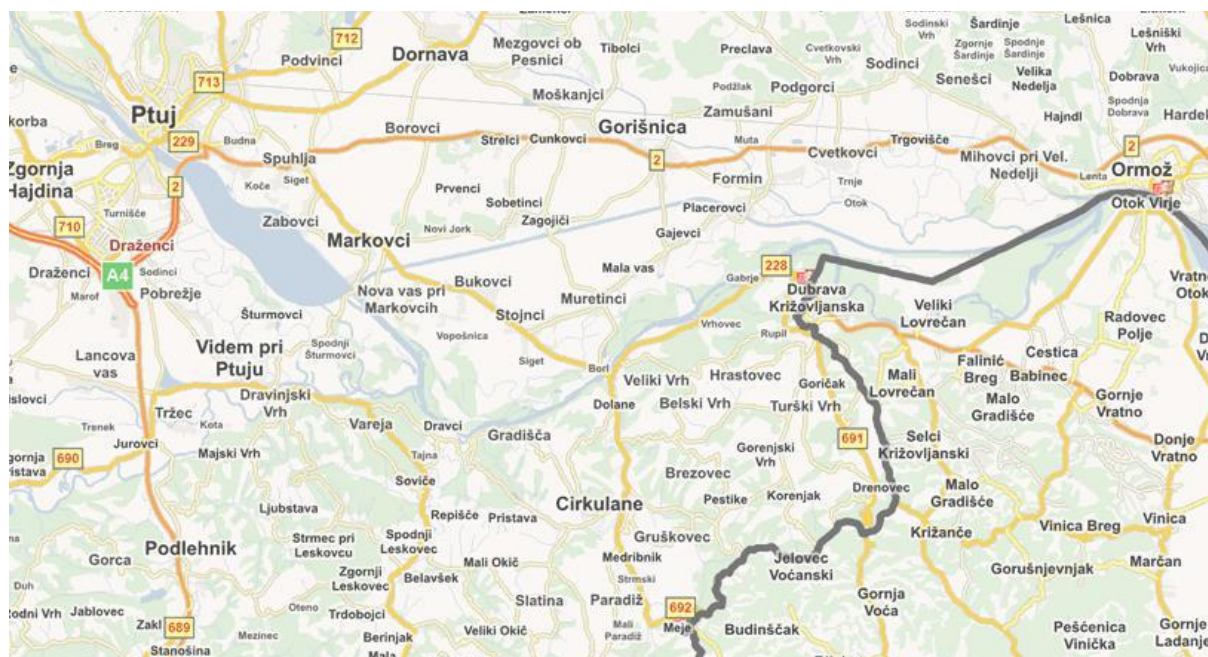 712
Dornava
Mezgovci ob
Pesnici
Tibolci
Preclava
Cvetkovski
Vrh
Sodinski
Vrh
Šardinje
Lešnica
Lešniški
Vrh
Podvinci
713
Moškanjci
Podžlak
Podgorci
Sodinci
Zgornje
Šardinje
Spodnje
Šardinje
Senešci
Velika
Nedelja
Dobrava
Vukojica
Ptuj
Zamušani
Hajndl
Spodnja
Dobrava
Hardek
Breg
229
Budna
Borovci
Strelci
Cunkovci
Gorišnica
Muta
Trgovišče
2
Zgornja
Hajdina
Spuhlja
2
Cvetkovci
Mihovci pri Vel.
Nedelji
Lenta
Ormož
2
Koče
Siget
Prvenci
Formin
Trnje
Turnišče
Zabovci
Sobetinci
Placerovci
Otok
Otok Virje
710
Novi Jork
Zagojiči
Draženci
Markovci
Gajevci
Draženci
A4
Sodinci
Mala vas
Gabrje
228
Marof
Pobrežje
Nova vas pri
Markovcih
Bukovci
Muretinci
Dubrava
Križovljanska
Šturmovci
Stojnci
Veliki
Lovrečan
Radovec
Polje
Spodnji
Šturmovci
Vopošnica
Vrhovec
Rupil
Lancova
vas
Videm pri
Ptuju
Siget
Borl
Cestica
Falinić
Breg
Babinec
Veliki Vrh
Hrastovec
Goričak
Mali
Lovrečan
Dravinjski
Vrh
Dolane
Belski Vrh
Turški Vrh
Malo
Gradišće
Gornje
Vratno
Tržec
Trenek
Kota
Vareja
Dravci
Gradišča
691
Selci
Križovljanski
Donje
Vratno
Jurovci
690
Majski Vrh
Tajna
Gorenjski
Vrh
Soviče
Brezovec
Drenovec
Malo
Gradišće
Ljubstava
Repišče
Pristava
Cirkulane
Pestike
Korenjak
Križanče
Vinica Breg
Vinica
Podlehnik
Strmec pri
Leskovcu
Spodnji
Leskovec
Gruškovec
Gorca
Mali Okič
Medribnik
Jelovec
Voćanski
Marčan
Zgornji
Leskovec
Belavšek
Strmski
Gorušnjevnjak
Duh
Jablovec
Oteno
Trdobojci
Slatina
Paradiž
692
Gornja
Voća
Zakl
689
Mezinec
Berinjak
Veliki Okič
Mali
Paradiž
Meje
Budinščak
Pešćenica
Vinička
Gornje
Ladanje
Stanošina